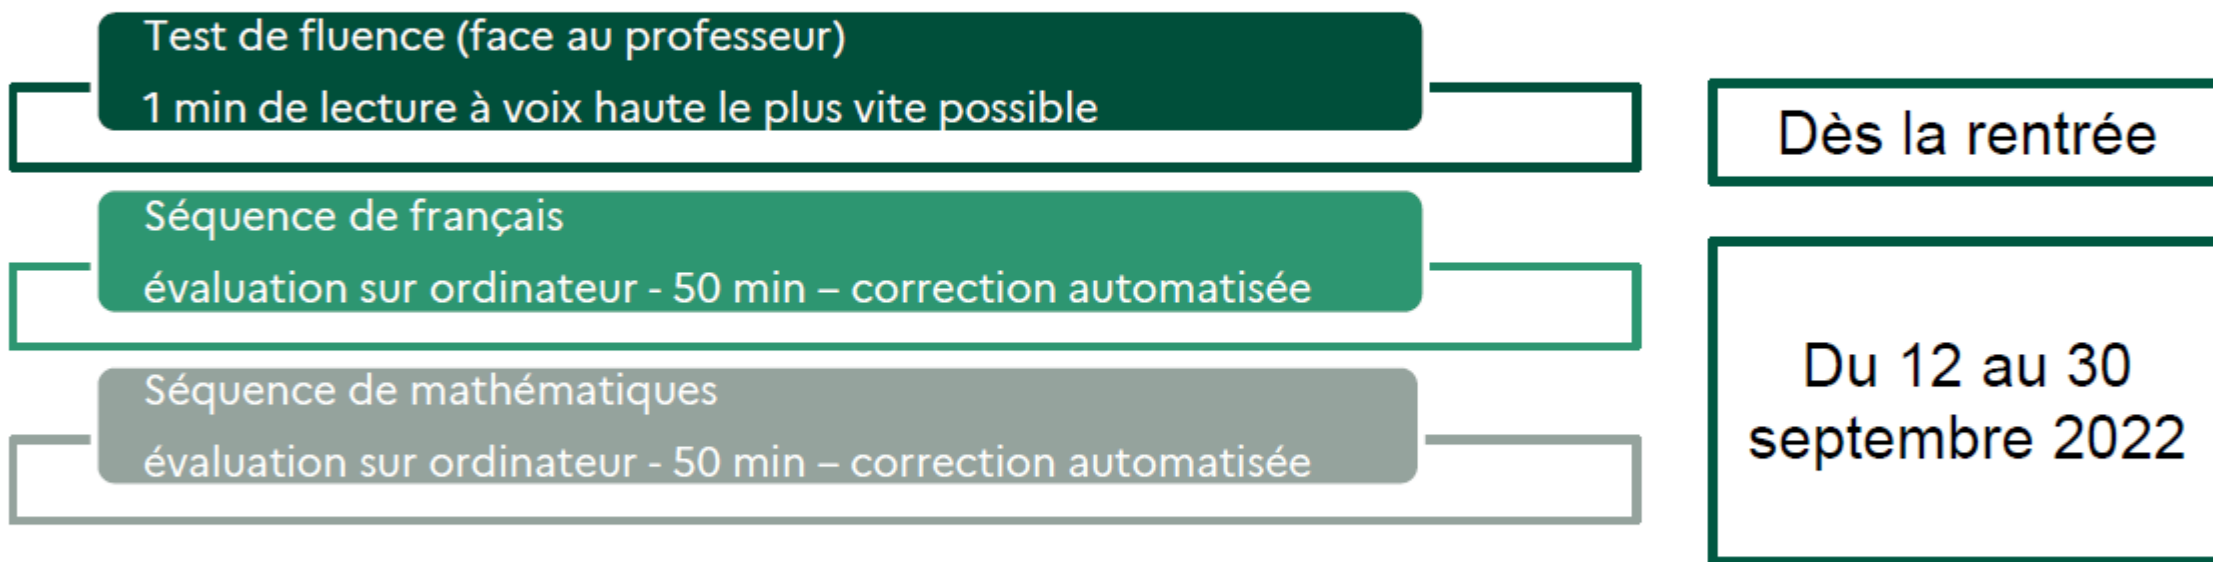 Test de fluence (face au professeur)
1 min de lecture à voix haute le plus vite possible
Dès la rentrée
Séquence de français
évaluation sur ordinateur - 50 min – correction automatisée
Séquence de mathématiques
évaluation sur ordinateur - 50 min – correction automatisée
Du 12 au 30
septembre 2022